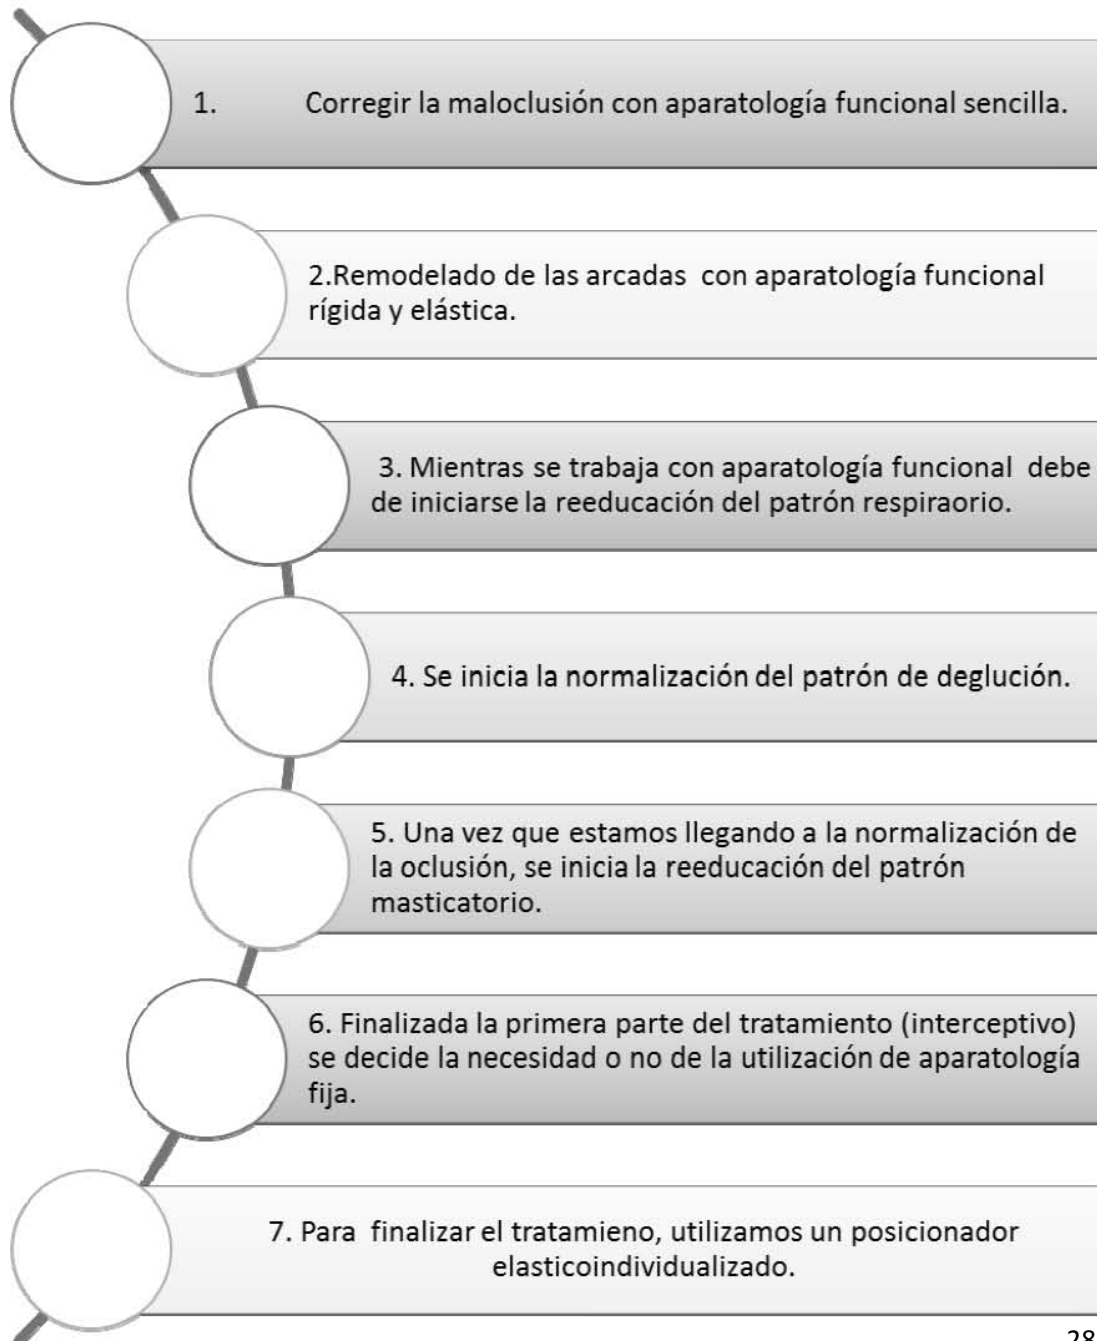 1. Corregir la maloclusión con aparatología funcional sencilla.
2.Remodelado de las arcadas con aparatología funcional
rígida y elástica.
3. Mientras se trabaja con aparatología funcional debe
de iniciarse la reeducación del patrón respiraorio.
4. Se inicia la normalización del patrón de deglución.
5. Una vez que estamos llegando a la normalización de
la oclusión, se inicia la reeducación del patrón
masticatorio.
6. Finalizada la primera parte del tratamiento (interceptivo)
se decide la necesidad o no de la utilización de aparatología
fija.
7. Para finalizar el tratamieno, utilizamos un posicionador
elasticoindividualizado.
28